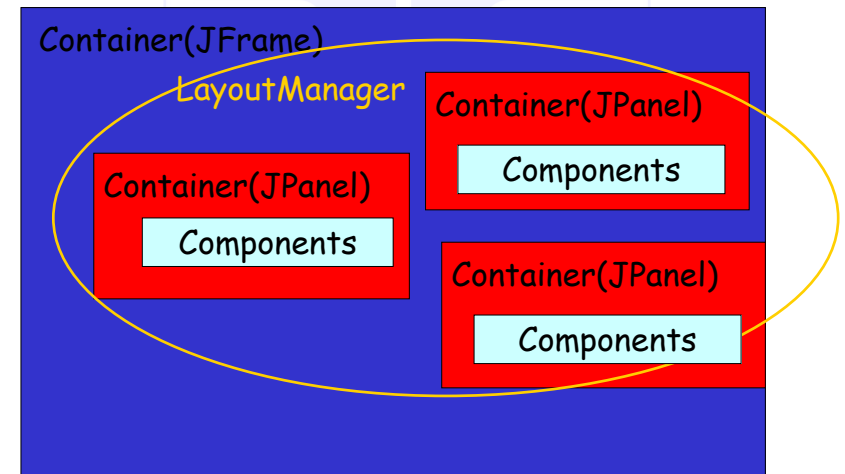 Container(JFrame)
LayoutManager
Container(JPanel)
Components
Container(JPanel)
Components
Container(JPanel)
Components